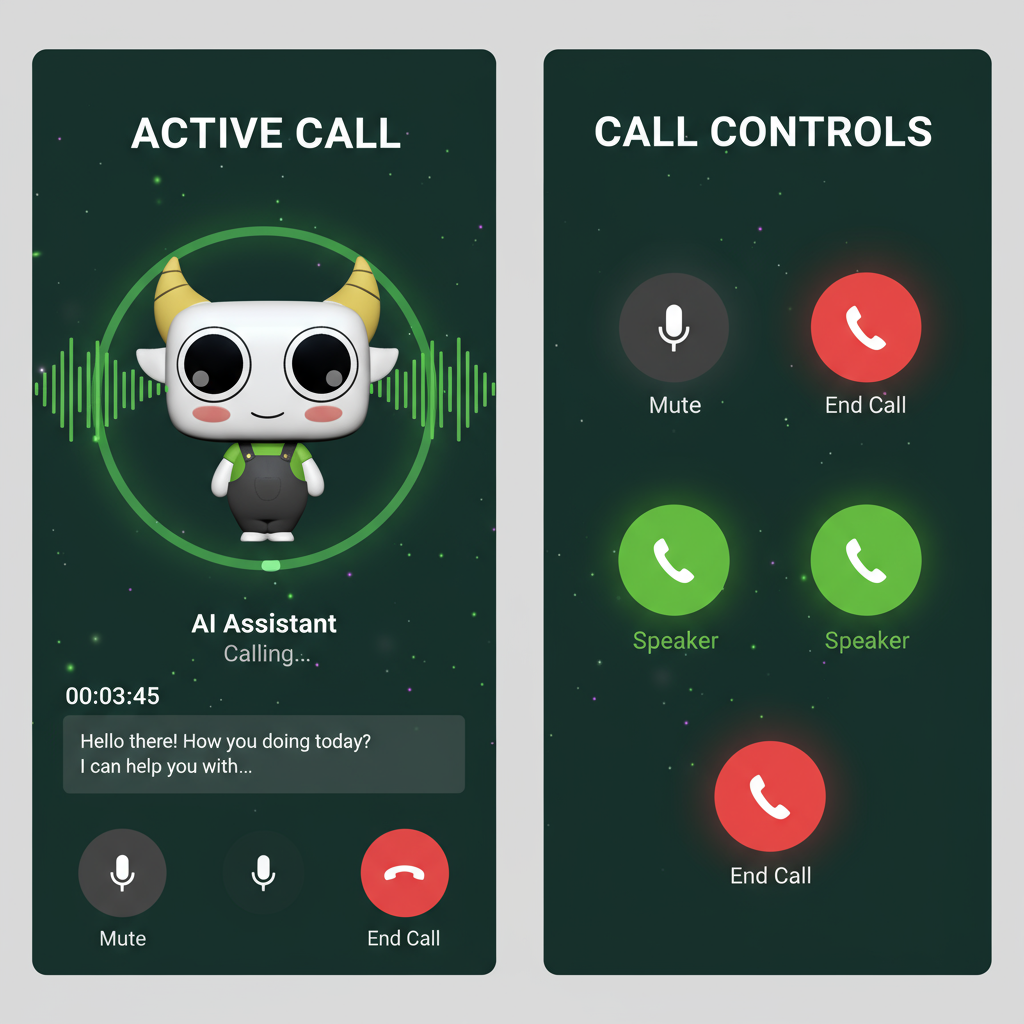 ACTIVE CALL
AI Assistant
Calling...
00:03:45
Hello there! How you doing today?
I can help you with...
Mute
End Call
CALL CONTROLS
Mute
End Call
Speaker
Speaker
End Call